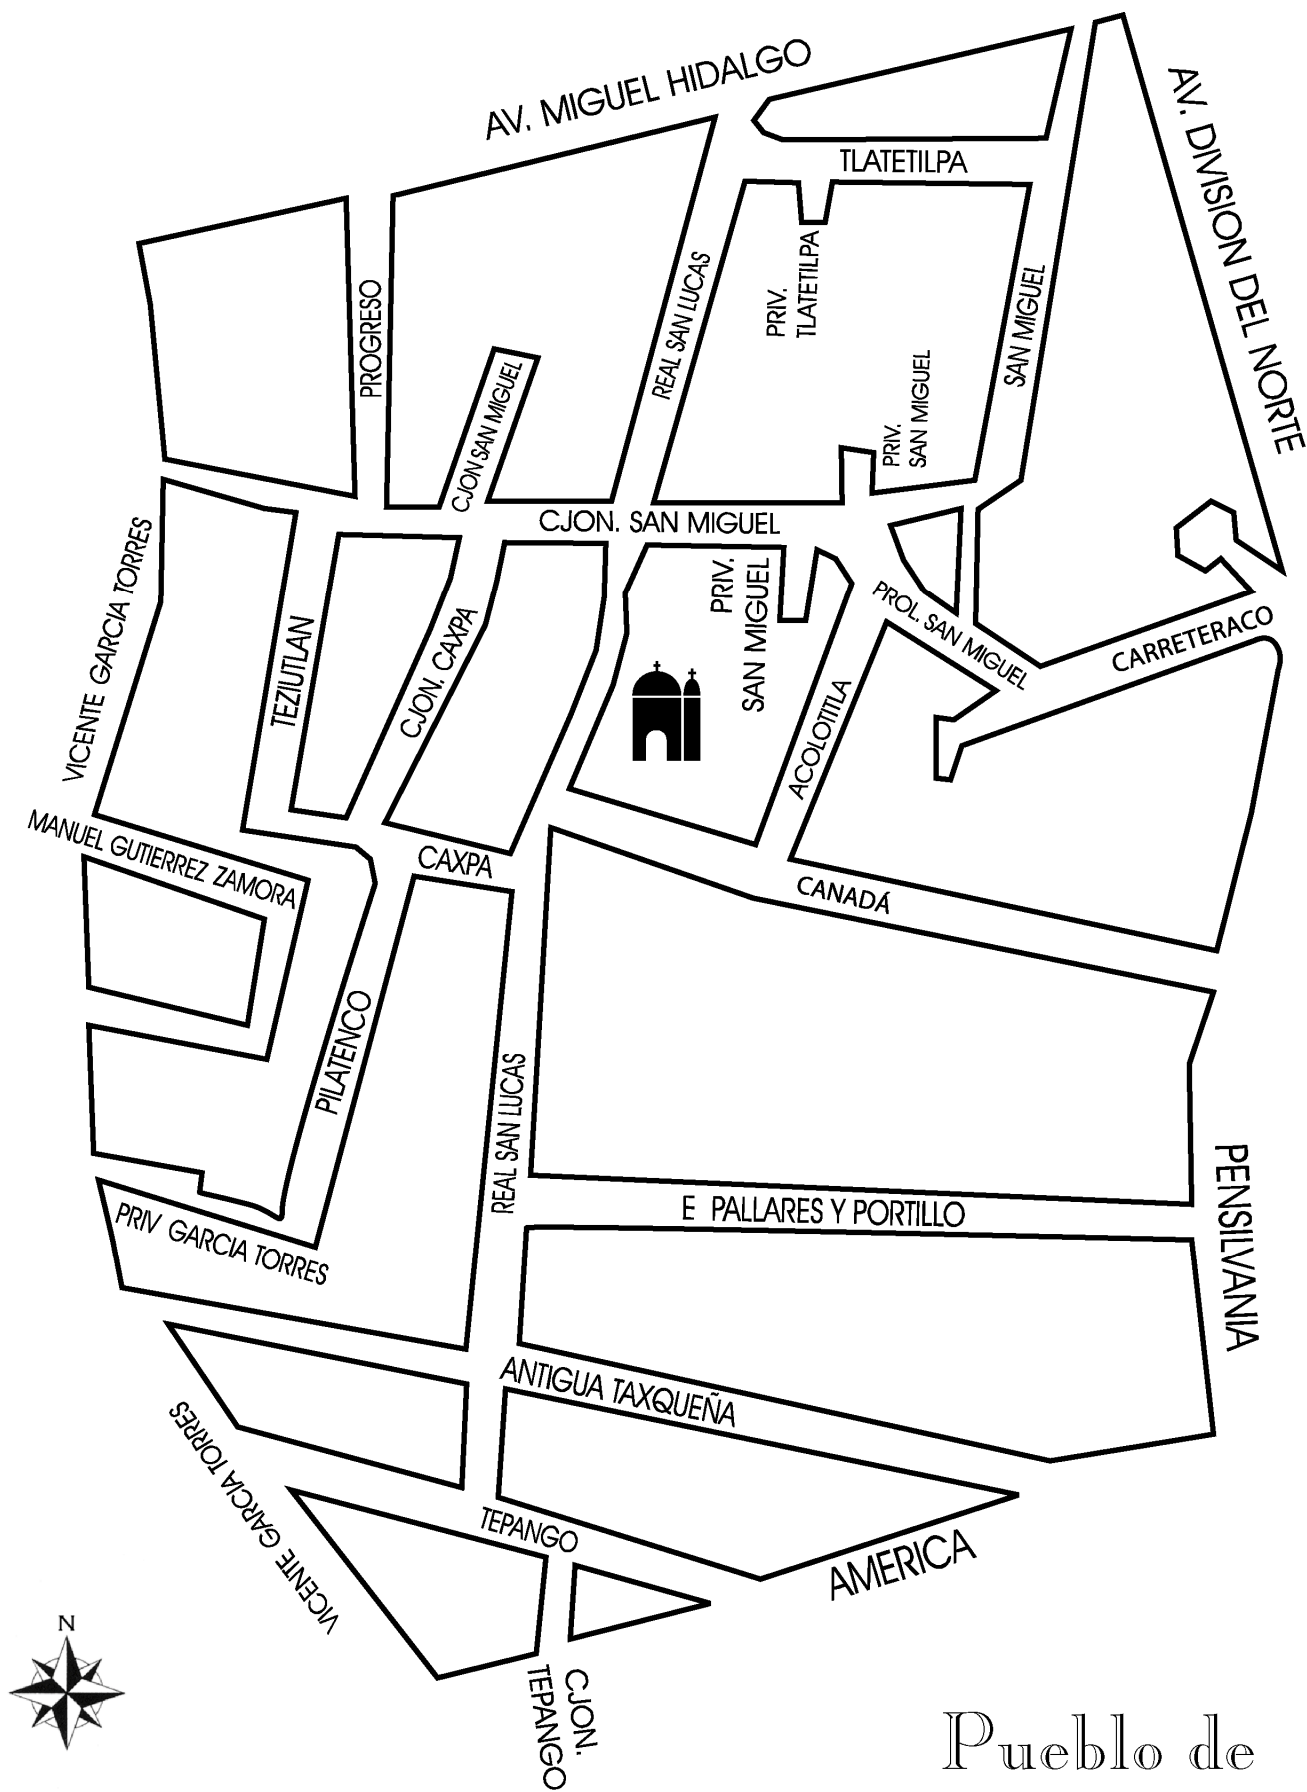 AV. MIGUEL HIDALGO
AV. DIVISION DEL NORTE
TLATETILPA
PRIV.
TLATETILPA
PROGRESO
REAL SAN LUCAS
SAN MIGUEL
CJON SAN MIGUEL
PRIV.
SAN MIGUEL
CJON. SAN MIGUEL
VICENTE GARCIA TORRES
TEZIUTLAN
CJON. CAXPA
PRIV.
SAN MIGUEL
PROL. SAN MIGUEL
CARRETERACO
ACOLOTITLA
MANUEL GUTIERREZ ZAMORA
CAXPA
CANADÁ
PILATENCO
REAL SAN LUCAS
E PALLARES Y PORTILLO
PENSILVANIA
PRIV GARCIA TORRES
ANTIGUA TAXQUEÑA
VICENTE GARCIA TORRES
TEPANGO
AMERICA
N
CJON.
TEPANGO
Pueblo de